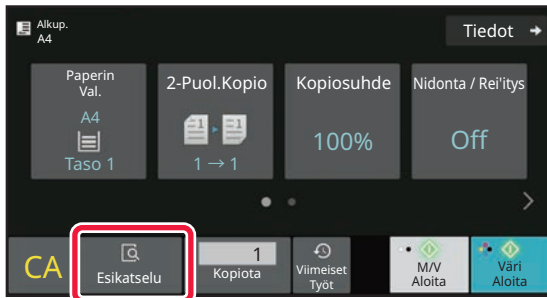 Alkup.
A4
Tiedot
Paperin
Val.
A4
Taso 1
2-Puol.Kopio
1 → 1
Kopiosuhde
100%
Nidonta / Rei'itys
Off
CA
Esikatselu
1
Kopiota
Viimeiset
Työt
M/V
Aloita
Väri
Aloita